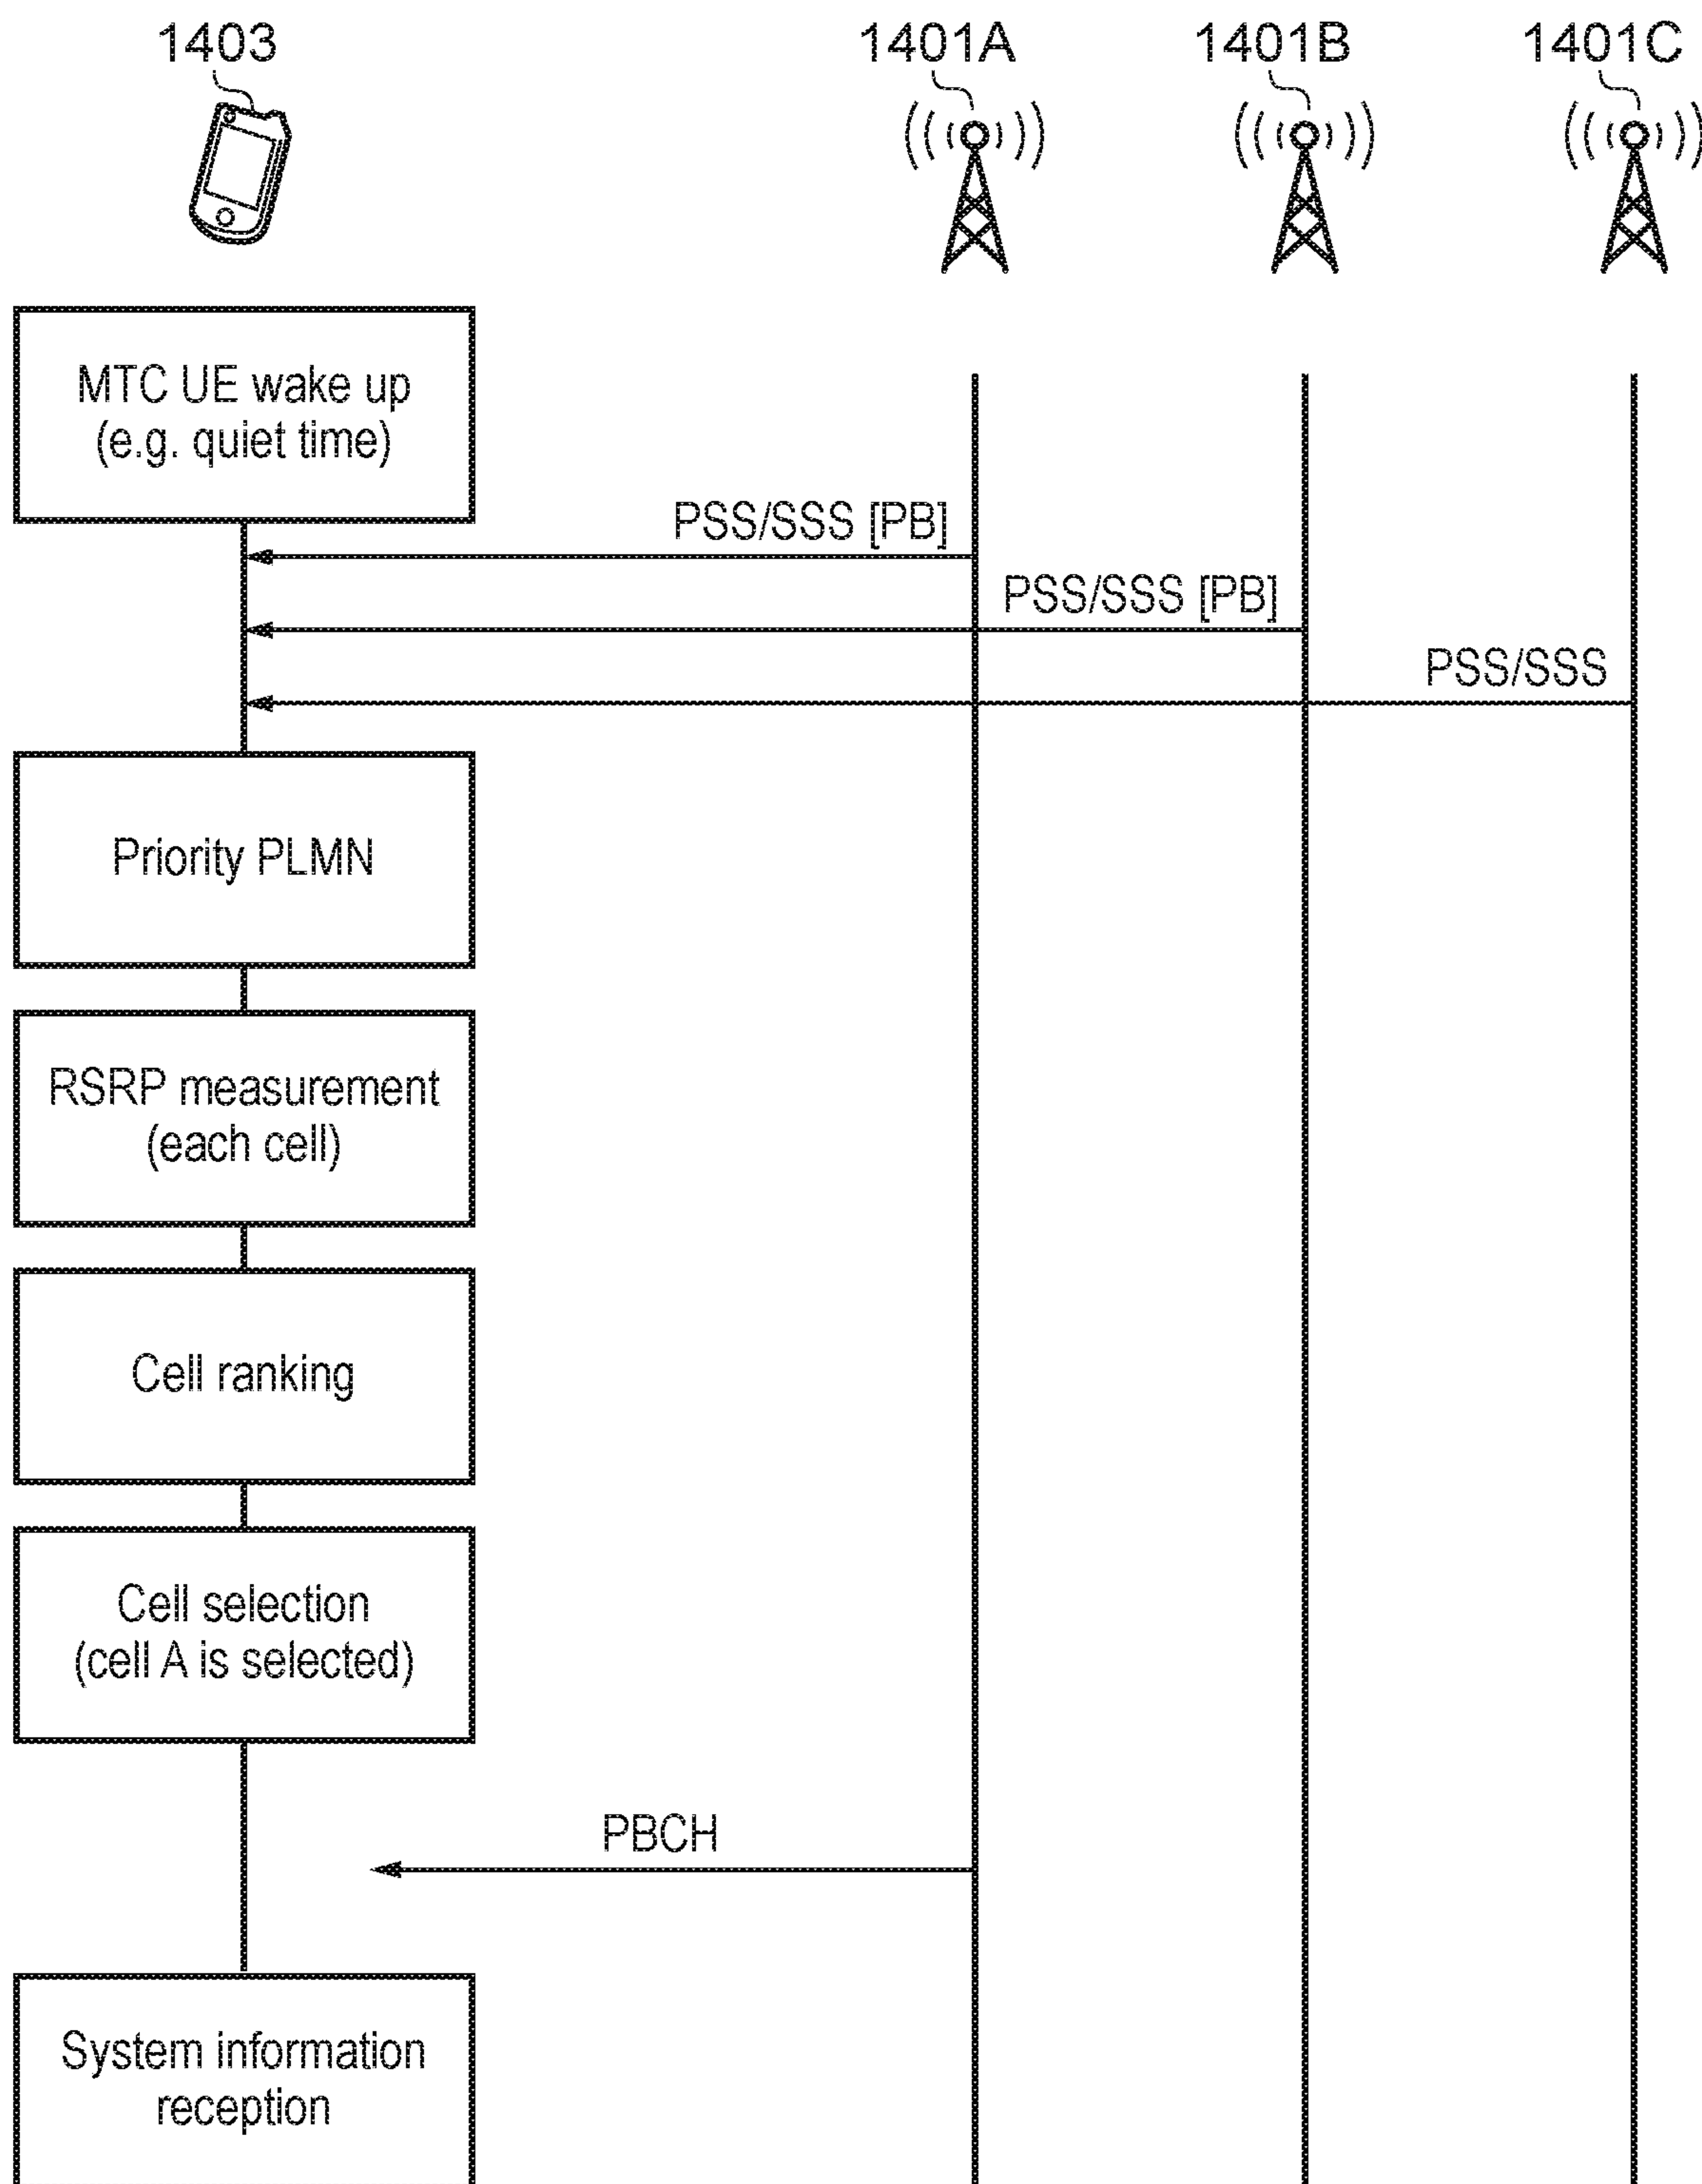 1403
1401A
1401B
1401C
MTC UE wake up
(e.g. quiet time)
PSS/SSS [PB]
PSS/SSS [PB]
PSS/SSS
Priority PLMN
RSRP measurement
(each cell)
Cell ranking
Cell selection
(cell A is selected)
PBCH
System information
reception